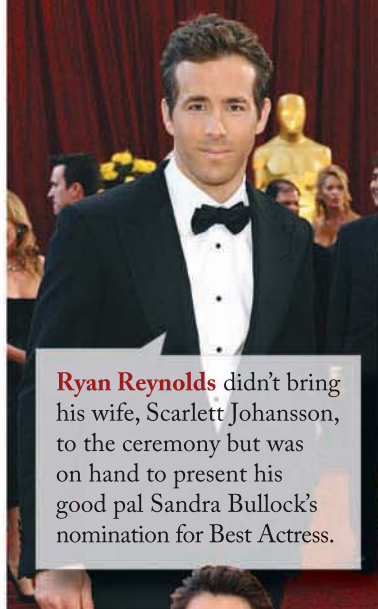 Ryan Reynolds didn’t bring
his wife, Scarlett Johansson,
to the ceremony but was
on hand to present his
good pal Sandra Bullock’s
nomination for Best Actress.